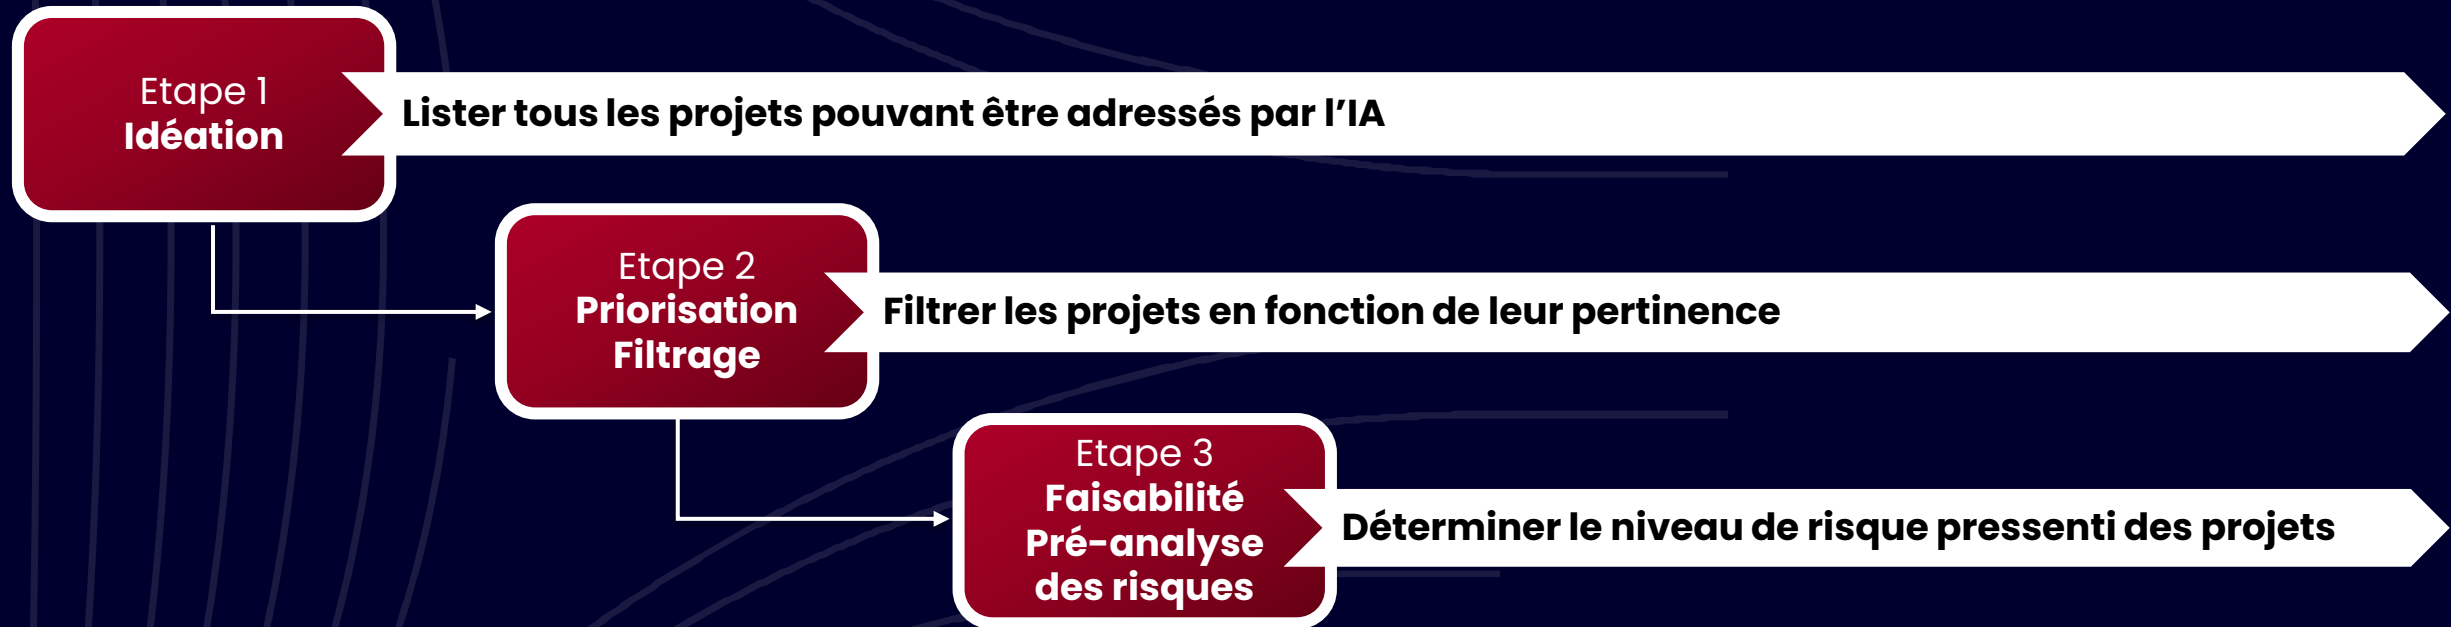 Etape 1
Idéation
Lister tous les projets pouvant être adressés par l’IA
Etape 2
Priorisation
Filtrage
Filtrer les projets en fonction de leur pertinence
Etape 3
Faisabilité
Pré-analyse
des risques
Déterminer le niveau de risque pressenti des projets